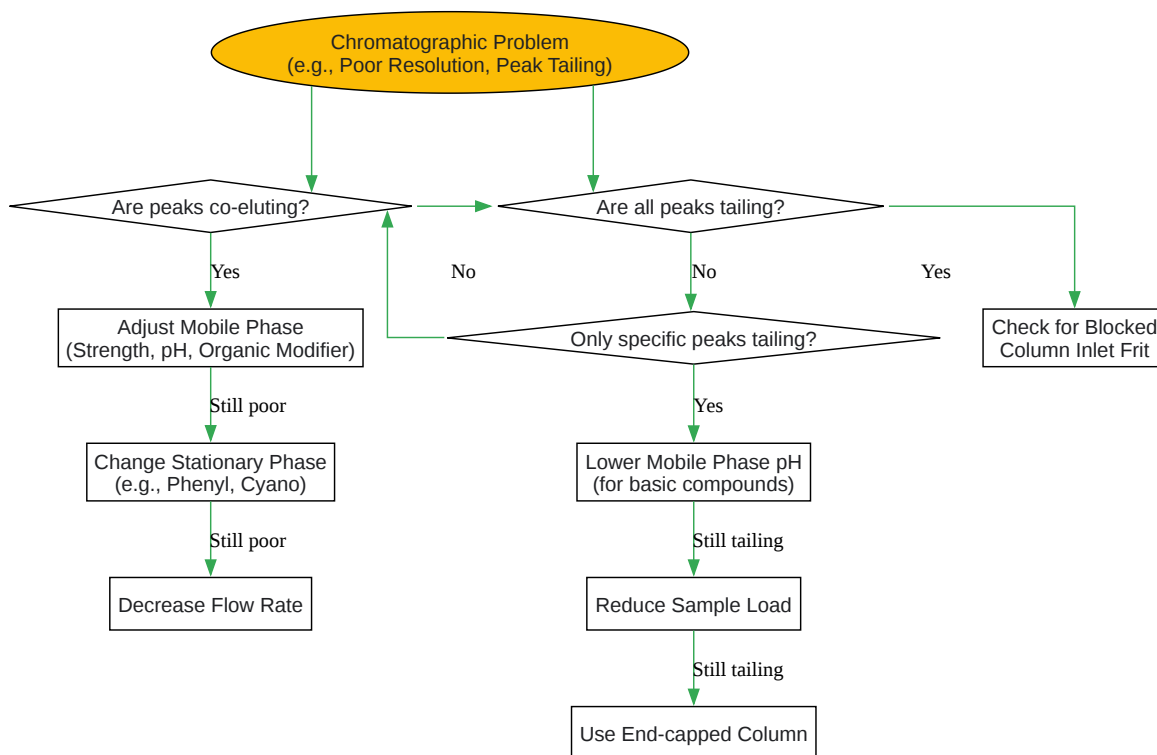 Chromatographic Problem
(e.g., Poor Resolution, Peak Tailing)
Are peaks co-eluting?
Are all peaks tailing?
Yes
No
No
Yes
Adjust Mobile Phase
(Strength, pH, Organic Modifier)
Only specific peaks tailing?
Check for Blocked
Column Inlet Frit
Still poor
Yes
Change Stationary Phase
(e.g., Phenyl, Cyano)
Lower Mobile Phase pH
(for basic compounds)
Still poor
Still tailing
Decrease Flow Rate
Reduce Sample Load
Still tailing
Use End-capped Column